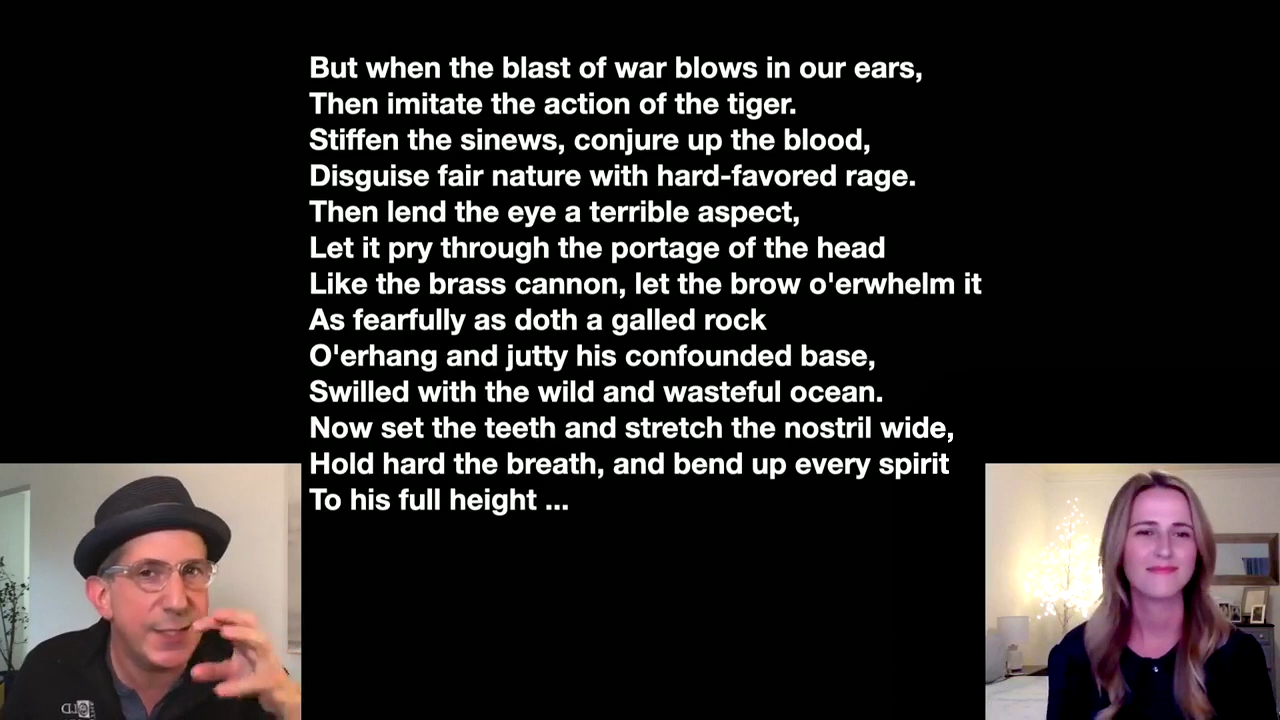 But when the blast of war blows in our ears,
Then imitate the action of the tiger.
Stiffen the sinews, conjure up the blood,
Disguise fair nature with hard-favored rage.
Then lend the eye a terrible aspect,
Let it pry through the portage of the head
Like the brass cannon, let the brow o'erwhelm it
As fearfully as doth a galled rock
O'erhang and jutty his confounded base,
Swilled with the wild and wasteful ocean.
Now set the teeth and stretch the nostril wide,
Hold hard the breath, and bend up every spirit
To his full height ...